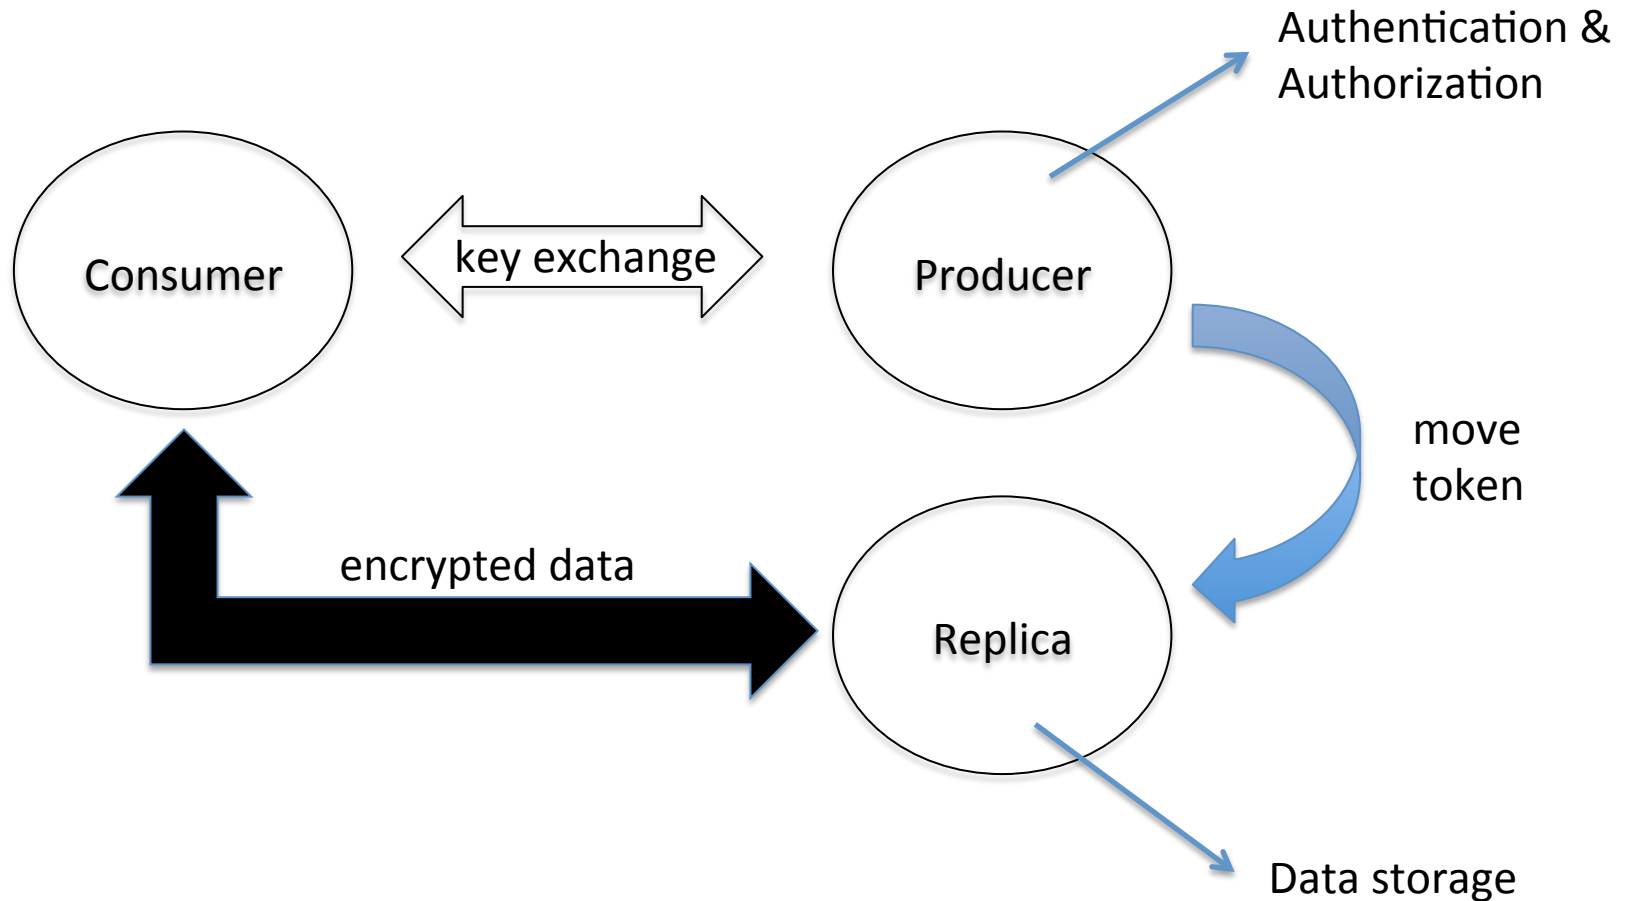 Authentication &
Authorization
Consumer
key exchange
Producer
move
token
encrypted data
Replica
Data storage